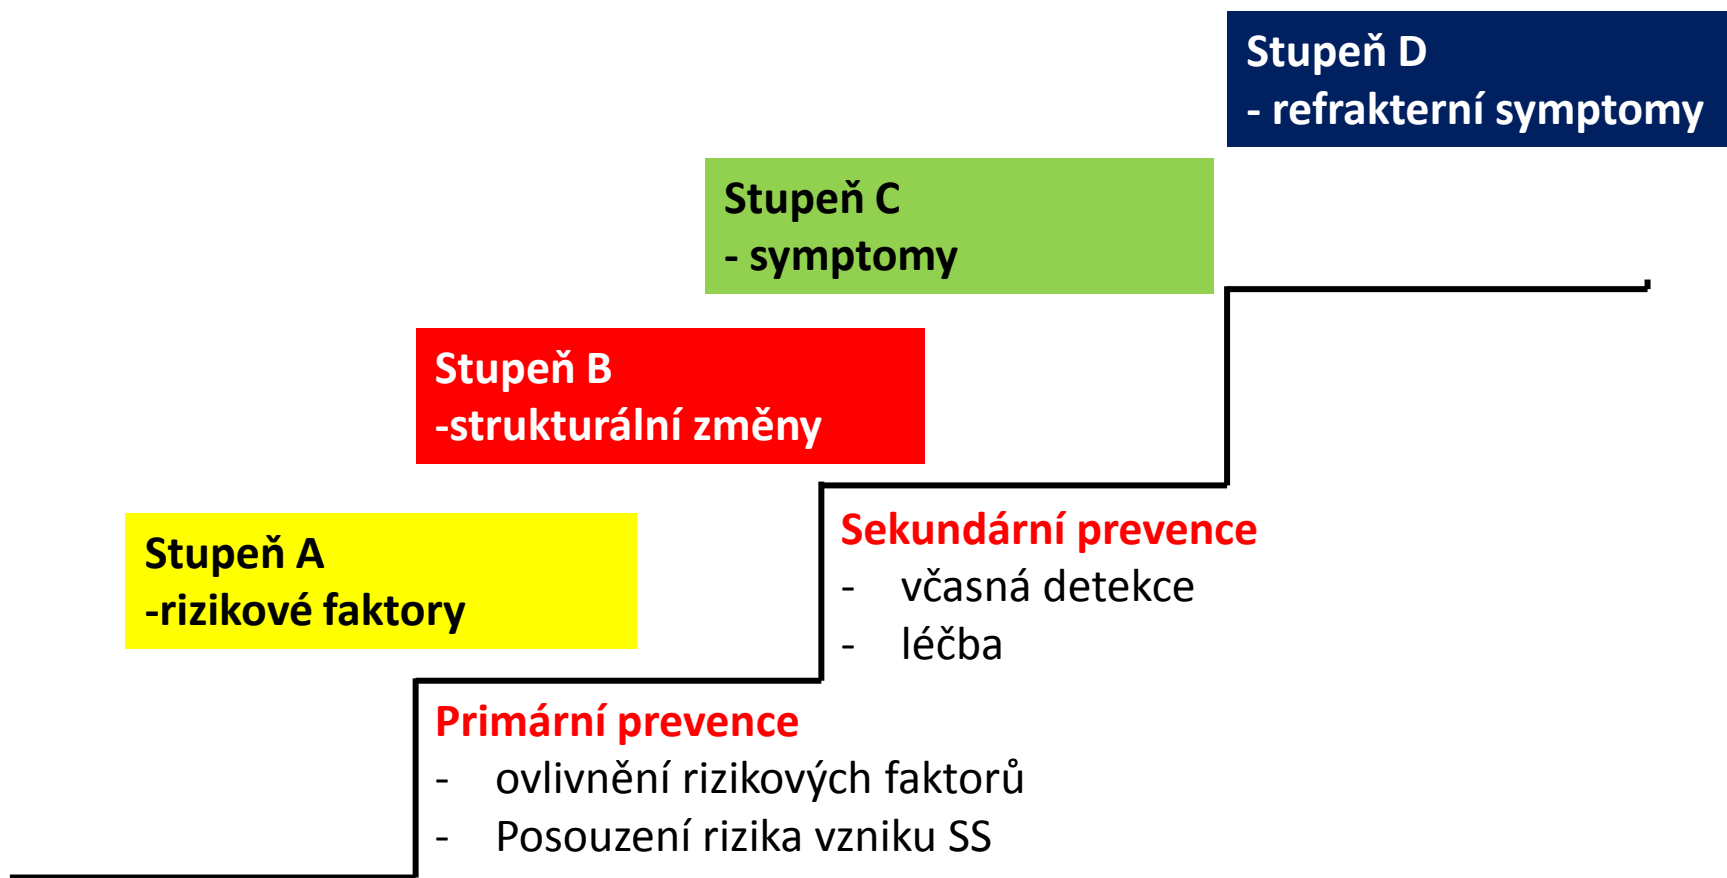 Stupeň D
- refrakterní symptomy
Stupeň C
- symptomy
Stupeň B
-strukturální změny
Stupeň A
-rizikové faktory
Sekundární prevence
- včasná detekce
- léčba
Primární prevence
- ovlivnění rizikových faktorů
- Posouzení rizika vzniku SS